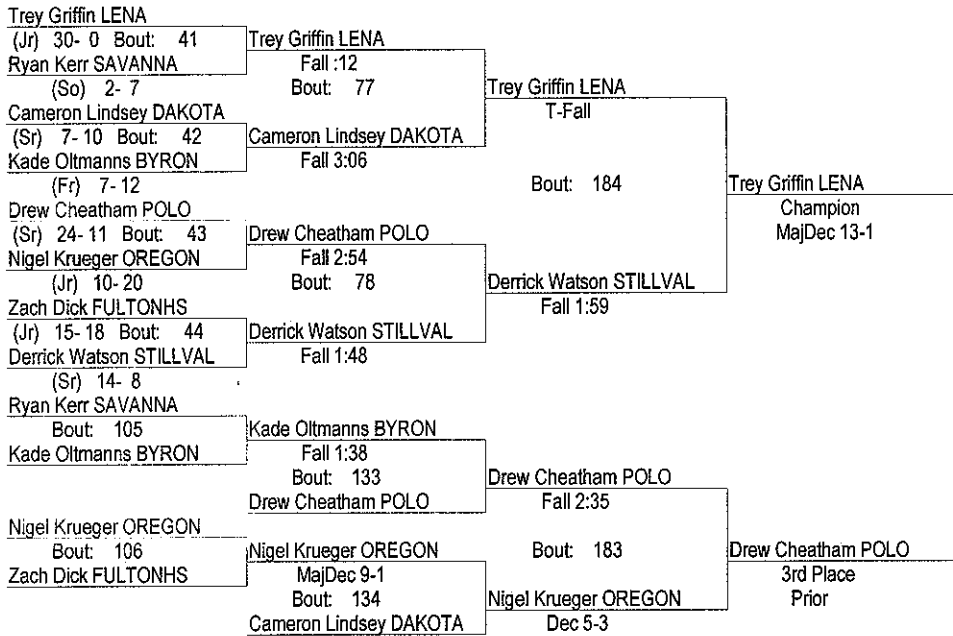 Trey Griffin LENA
(Jr) 30- 0 Bout: 41
Ryan Kerr SAVANNA
(So) 2- 7
Cameron Lindsey DAKOTA
(Sr) 7- 10 Bout: 42
Kade Oltmanns BYRON
(Fr) 7- 12
Drew Cheatham POLO
(Sr) 24- 11 Bout: 43
Nigel Krueger OREGON
(Jr) 10- 20
Zach Dick FULTONHS
(Jr) 15- 18 Bout: 44
Derrick Watson STILLVAL
(Sr) 14- 8
Trey Griffin LENA
Fall :12
Bout: 77
Cameron Lindsey DAKOTA
Fall 3:06
Drew Cheatham POLO
Fall 2:54
Bout: 78
Derrick Watson STILLVAL
Fall 1:48
Trey Griffin LENA
T-Fall
Bout: 184
Derrick Watson STILLVAL
Fall 1:59
Trey Griffin LENA
Champion
MajDec 13-1
Ryan Kerr SAVANNA
Bout: 105
Kade Oltmanns BYRON
Nigel Krueger OREGON
Bout: 106
Zach Dick FULTONHS
Kade Oltmanns BYRON
Fall 1:38
Bout: 133
Drew Cheatham POLO
Nigel Krueger OREGON
MajDec 9-1
Bout: 134
Cameron Lindsey DAKOTA
Drew Cheatham POLO
Fall 2:35
Bout: 183
Nigel Krueger OREGON
Dec 5-3
Drew Cheatham POLO
3rd Place
Prior